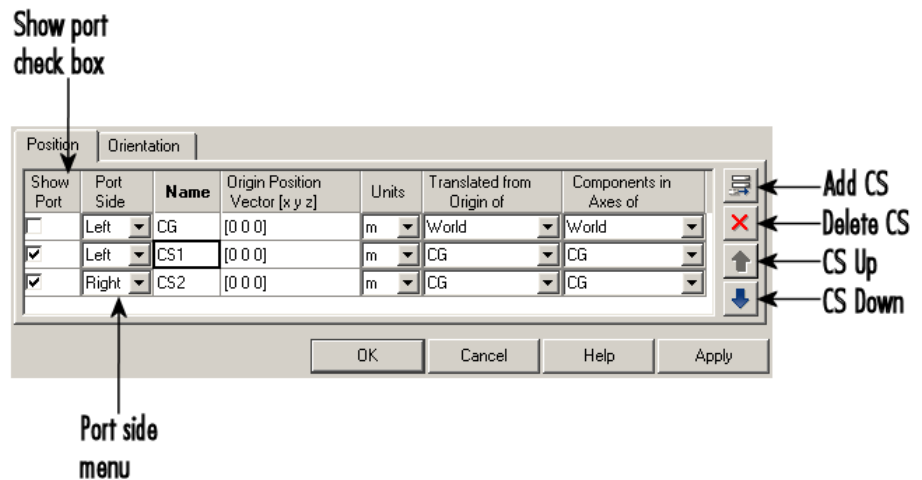 Show port
check box
Position Orientation
Show Port Port Side Name Origin Position Vector [x y z] Units Translated from Origin of Components in Axes of
Left CG [0 0 0] m World World
Left CS1 [0 0 0] m CG CG
Right CS2 [0 0 0] m CG CG
Add CS
Delete CS
CS Up
CS Down
OK Cancel Help Apply
Port side
menu